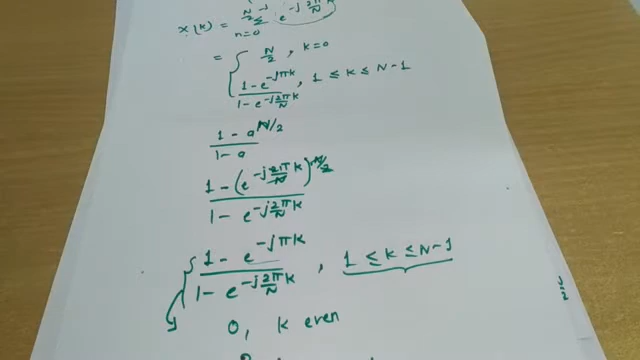 X₁(k) = Σ_{n=0}^{N/2-1} e^{-j 2π/N k}
= { N/2 , k=0
(1-e^{-jπk})/(1-e^{-j 2π/N k}) , 1 ≤ k ≤ N-1
(1-a^{N/2})/(1-a)
(1-(e^{-j 2π/N k})^{N/2})/(1-e^{-j 2π/N k})
(1-e^{-jπk})/(1-e^{-j 2π/N k}) , 1 ≤ k ≤ N-1
0, k even